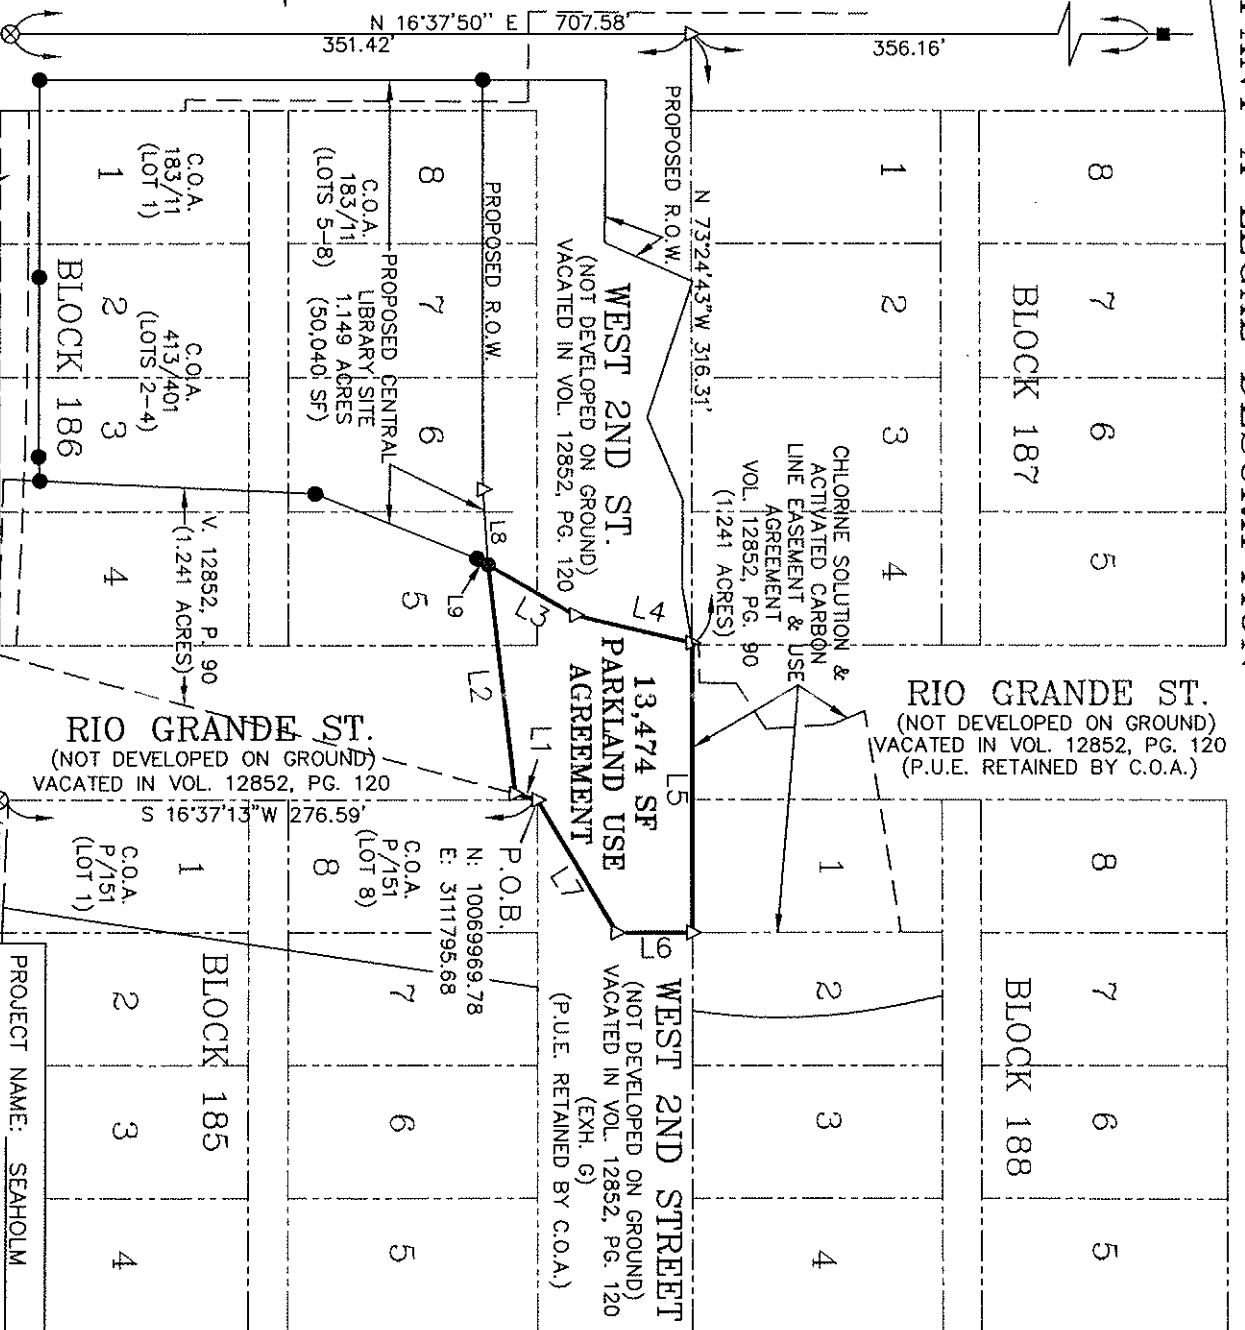 N 16°37'50" E 707.58'
351.42'
356.16'
PROPOSED R.O.W.
N 73°24'43"W 316.31'
8
7
6
5
BLOCK 187
1
2
3
4
CHLORINE SOLUTION &
ACTIVATED CARBON
LINE EASEMENT & USE
AGREEMENT
VOL. 12852, PG. 90
(1.241 ACRES)
WEST 2ND ST.
(NOT DEVELOPED ON GROUND)
VACATED IN VOL. 12852, PG. 120
PROPOSED R.O.W.
8
7
6
5
PROPOSED CENTRAL
LIBRARY SITE
1.149 ACRES
(50,040 SF)
C.O.A.
183/11
(LOTS 5-8)
C.O.A.
183/11
(LOT 1)
1
2
3
4
C.O.A.
413/401
(LOTS 2-4)
BLOCK 186
V. 12852, P. 90
(1.241 ACRES)
L8
L9
L3
L4
L2
L1
L5
L7
L6
13,474 SF
PARKLAND USE
AGREEMENT
RIO GRANDE ST.
(NOT DEVELOPED ON GROUND)
VACATED IN VOL. 12852, PG. 120
(P.U.E. RETAINED BY C.O.A.)
RIO GRANDE ST.
(NOT DEVELOPED ON GROUND)
VACATED IN VOL. 12852, PG. 120
S 16°37'13"W 276.59'
P.O.B.
N: 10069969.78
E: 3111795.68
C.O.A.
P/151
(LOT 8)
C.O.A.
P/151
(LOT 1)
8
7
6
5
BLOCK 188
1
2
3
4
WEST 2ND STREET
(NOT DEVELOPED ON GROUND)
VACATED IN VOL. 12852, PG. 120
(EXH. G)
(P.U.E. RETAINED BY C.O.A.)
8
7
6
5
BLOCK 185
1
2
3
4
PROJECT NAME: SEAHOLM